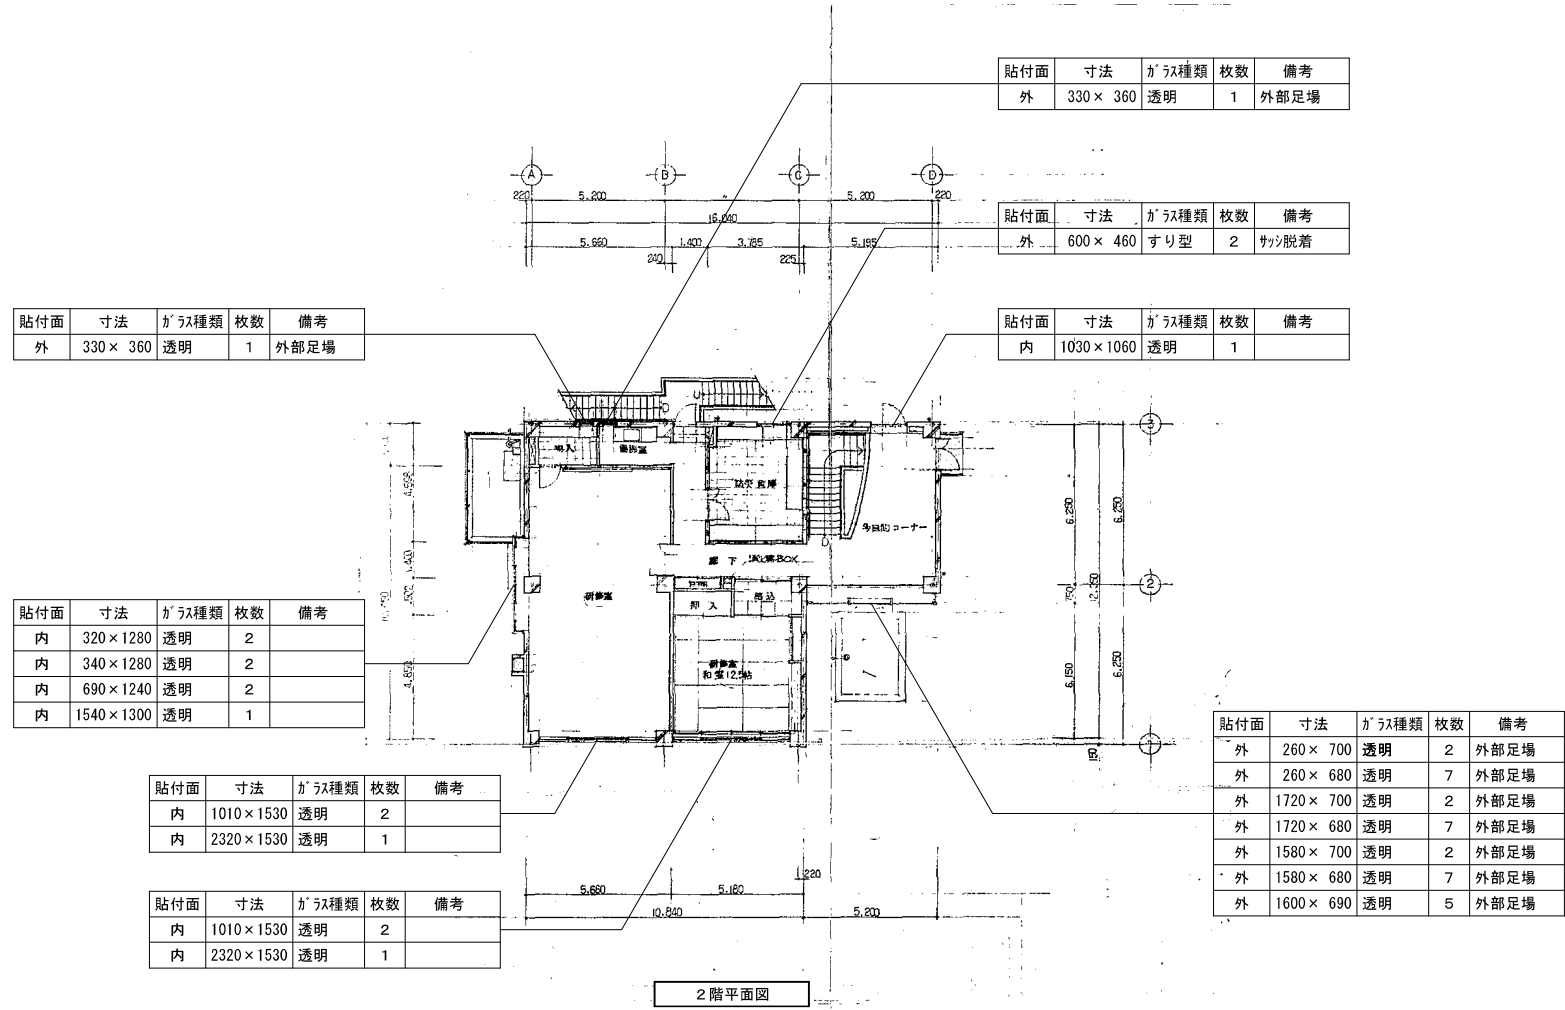 貼付面 寸法 ｶﾞﾗｽ種類 枚数 備考
外 330× 360 透明 1 外部足場
A B C D
220 5.200 5.200 220
16.040
貼付面 寸法 ｶﾞﾗｽ種類 枚数 備考
外 600× 460 すり型 2 ｻｯｼ脱着
5.660 1.400 3.785 5.195
240 225
貼付面 寸法 ｶﾞﾗｽ種類 枚数 備考
外 330× 360 透明 1 外部足場
貼付面 寸法 ｶﾞﾗｽ種類 枚数 備考
内 1030×1060 透明 1
3
押入
6.250 6.250
多目的コーナー
廊下
BOX
1.400
2
研修室
押入
750 12.350
貼付面 寸法 ｶﾞﾗｽ種類 枚数 備考
内 320×1280 透明 2
内 340×1280 透明 2
内 690×1240 透明 2
内 1540×1300 透明 1
研修室
和室12.5帖
4.850
6.150 6.250
1
150
貼付面 寸法 ｶﾞﾗｽ種類 枚数 備考
外 260× 700 透明 2 外部足場
外 260× 680 透明 7 外部足場
外 1720× 700 透明 2 外部足場
外 1720× 680 透明 7 外部足場
外 1580× 700 透明 2 外部足場
外 1580× 680 透明 7 外部足場
外 1600× 690 透明 5 外部足場
貼付面 寸法 ｶﾞﾗｽ種類 枚数 備考
内 1010×1530 透明 2
内 2320×1530 透明 1
220
5.660 5.180
10.840 5.200
貼付面 寸法 ｶﾞﾗｽ種類 枚数 備考
内 1010×1530 透明 2
内 2320×1530 透明 1
２階平面図